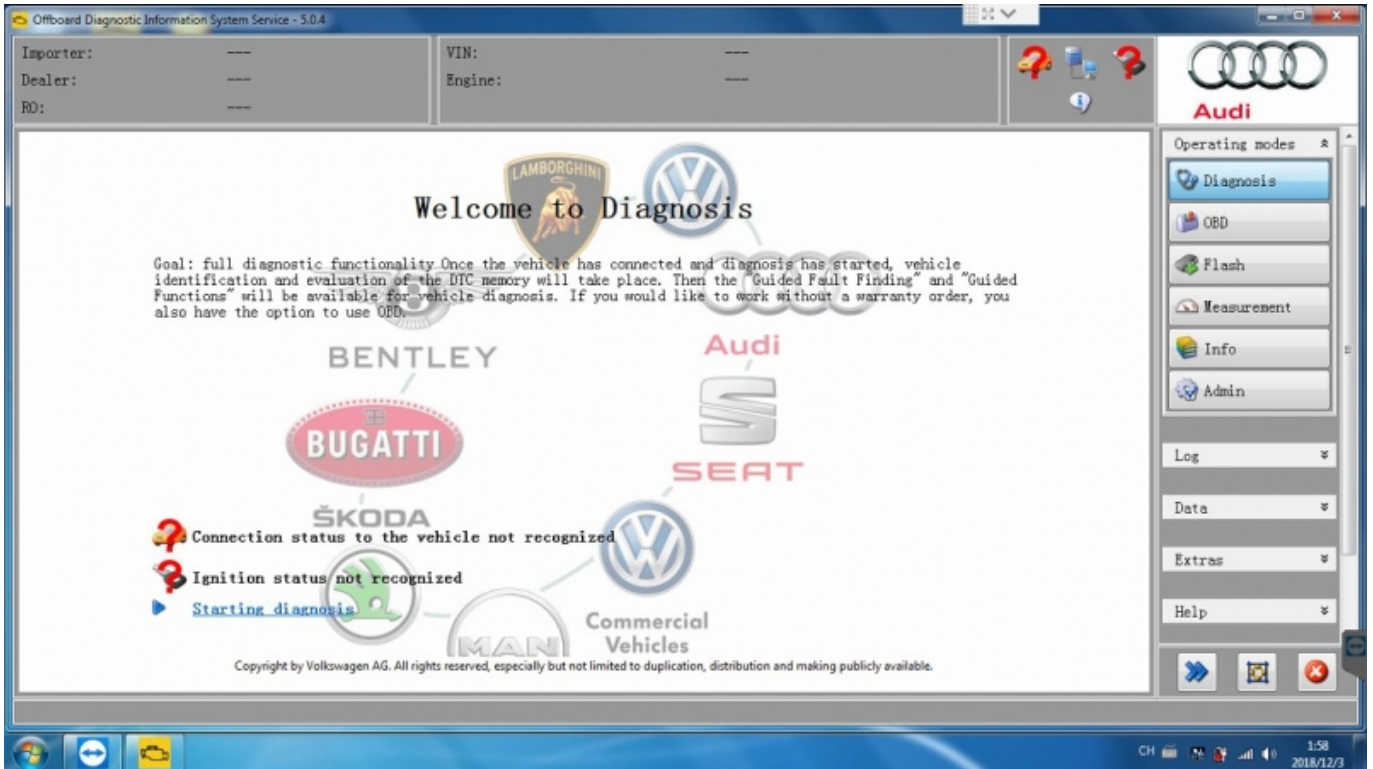 Offboard Diagnostic Information System Service - 5.0.4
Importer: ---
Dealer: ---
RO: ---
VIN: ---
Engine: ---
Audi
Operating modes
Diagnosis
OBD
Flash
Measurement
Info
Admin
Log
Data
Extras
Help
LAMBORGHINI
Welcome to Diagnosis
Goal: full diagnostic functionality Once the vehicle has connected and diagnosis has started, vehicle
identification and evaluation of the DTC memory will take place. Then the "Guided Fault Finding" and "Guided
Functions" will be available for vehicle diagnosis. If you would like to work without a warranty order, you
also have the option to use OBD.
BENTLEY
Audi
BUGATTI
SEAT
ŠKODA
Connection status to the vehicle not recognized
Ignition status not recognized
Starting diagnosis
MAN
Commercial
Vehicles
Copyright by Volkswagen AG. All rights reserved, especially but not limited to duplication, distribution and making publicly available.
CH
1:58
2018/12/3